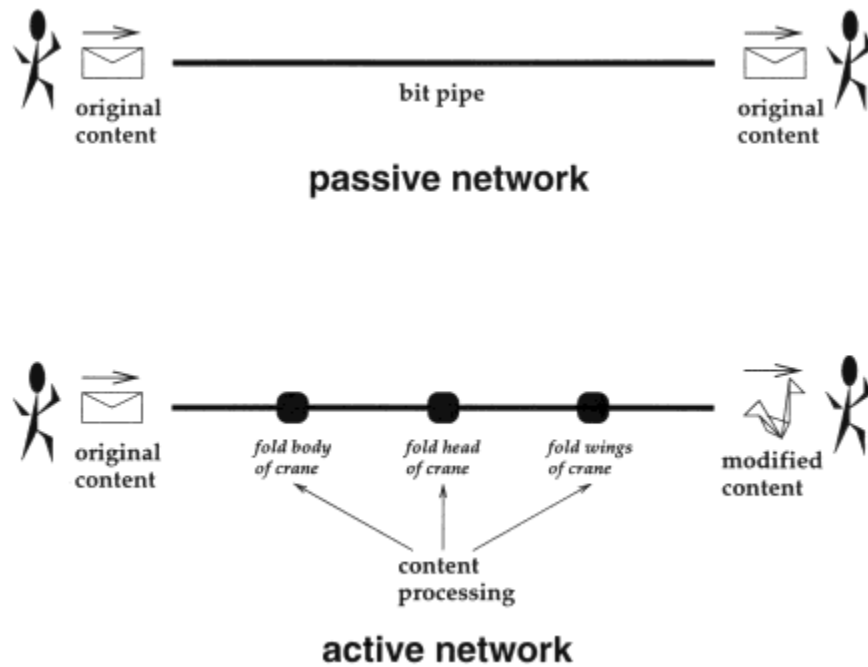 bit pipe
original
content
original
content
passive network
original
content
fold body
of crane
fold head
of crane
fold wings
of crane
modified
content
content
processing
active network